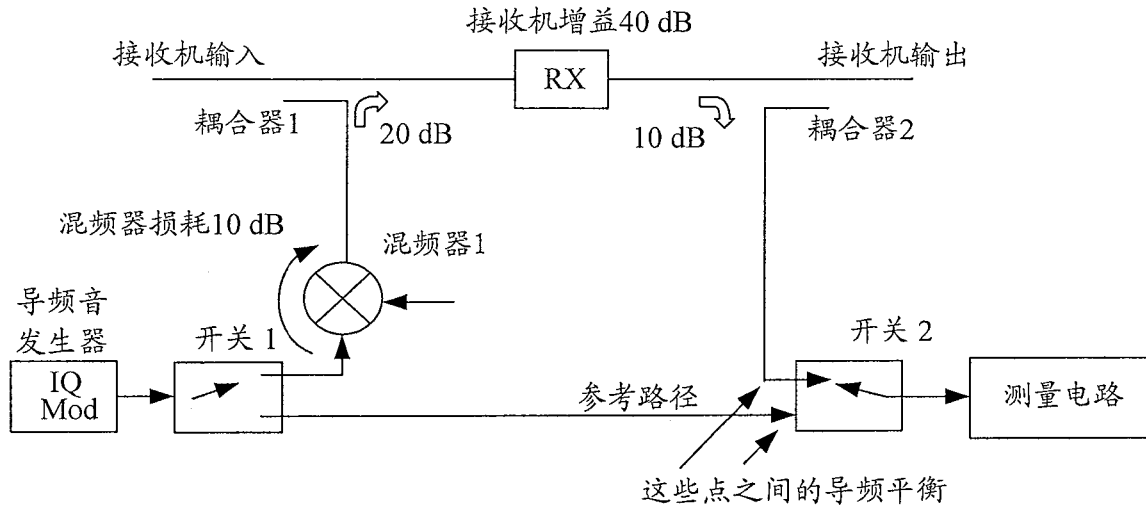 接收机增益40 dB
接收机输入
RX
接收机输出
耦合器1
20 dB
10 dB
耦合器2
混频器损耗10 dB
混频器1
导频音
发生器
开关 1
开关 2
IQ
Mod
参考路径
测量电路
这些点之间的导频平衡